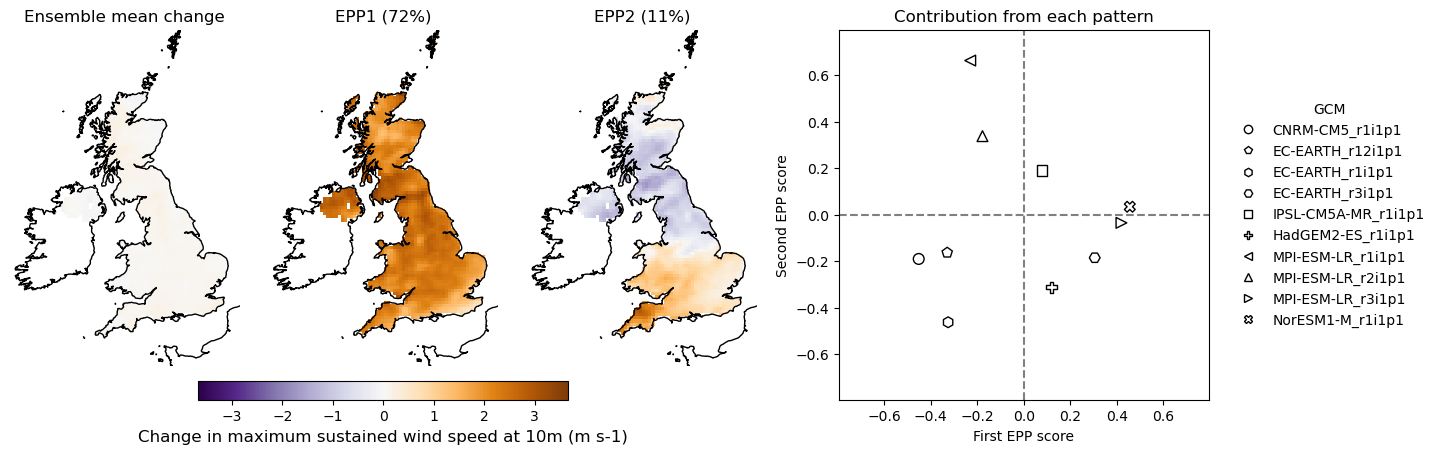 Ensemble mean change
EPP1 (72%)
EPP2 (11%)
−3 −2 −1 0 1 2 3
Change in maximum sustained wind speed at 10m (m s-1)
Contribution from each pattern
Second EPP score
0.6
0.4
0.2
0.0
−0.2
−0.4
−0.6
−0.6 −0.4 −0.2 0.0 0.2 0.4 0.6
First EPP score
GCM
CNRM-CM5_r1i1p1
EC-EARTH_r12i1p1
EC-EARTH_r1i1p1
EC-EARTH_r3i1p1
IPSL-CM5A-MR_r1i1p1
HadGEM2-ES_r1i1p1
MPI-ESM-LR_r1i1p1
MPI-ESM-LR_r2i1p1
MPI-ESM-LR_r3i1p1
NorESM1-M_r1i1p1